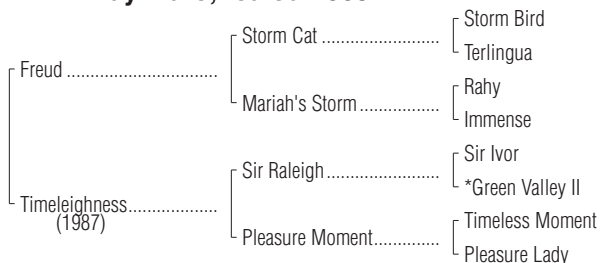 Storm Bird
Storm Cat ..........................
Terlingua
Freud .................................
Rahy
Mariah's Storm .................
Immense
Sir Ivor
Sir Raleigh ........................
*Green Valley II
Timeleighness....................
(1987)
Timeless Moment
Pleasure Moment..............
Pleasure Lady